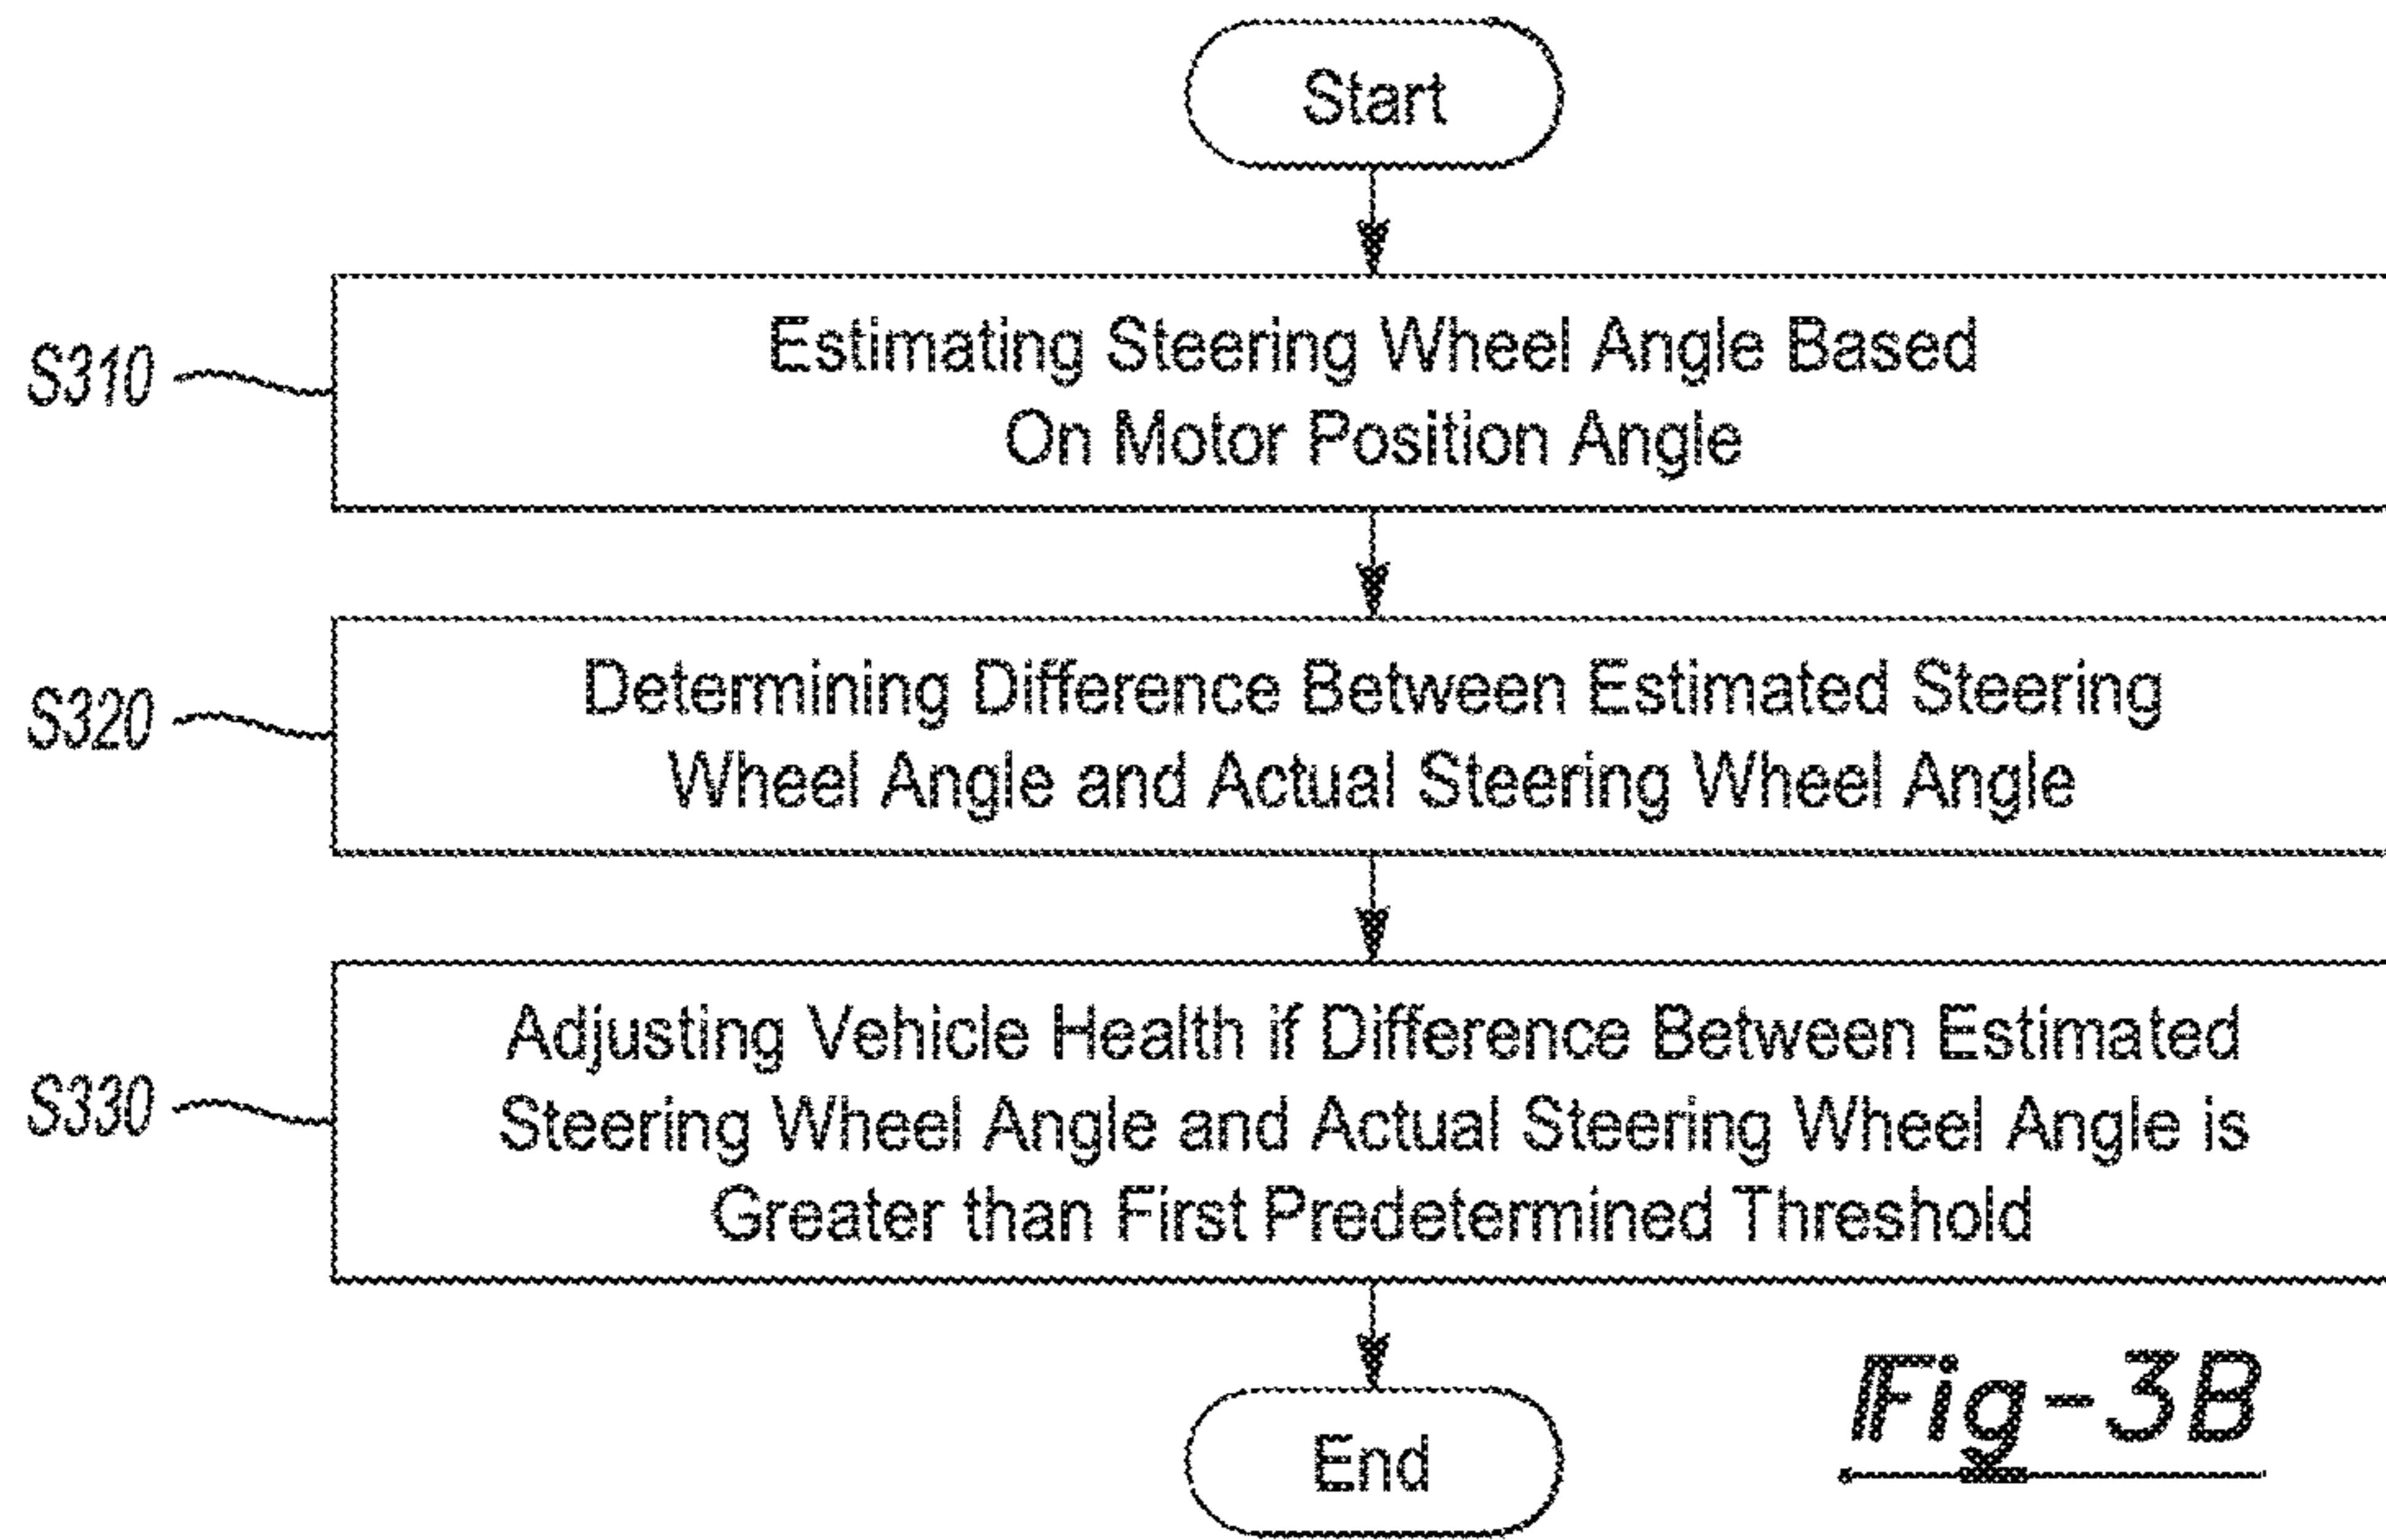 Start
S310
Estimating Steering Wheel Angle Based
On Motor Position Angle
S320
Determining Difference Between Estimated Steering
Wheel Angle and Actual Steering Wheel Angle
S330
Adjusting Vehicle Health if Difference Between Estimated
Steering Wheel Angle and Actual Steering Wheel Angle is
Greater than First Predetermined Threshold
End
Fig-3B